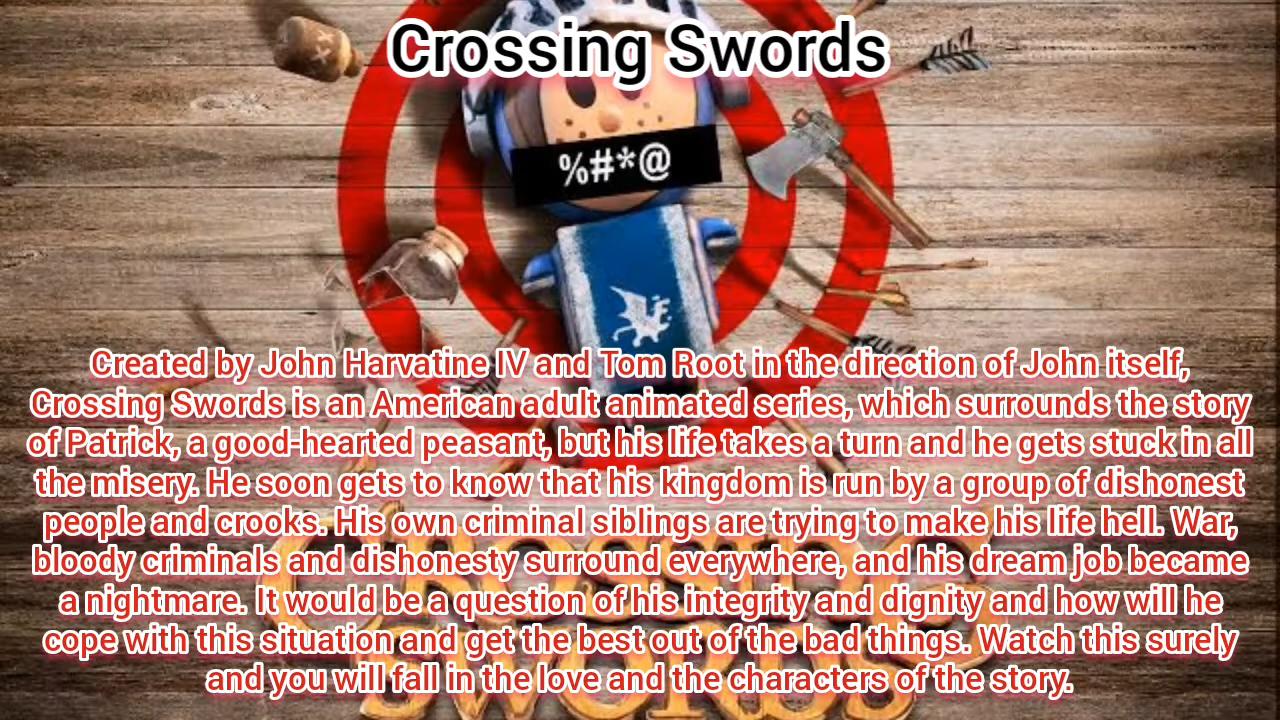 Crossing Swords
%#*@
Created by John Harvatine IV and Tom Root in the direction of John itself,
Crossing Swords is an American adult animated series, which surrounds the story
of Patrick, a good-hearted peasant, but his life takes a turn and he gets stuck in all
the misery. He soon gets to know that his kingdom is run by a group of dishonest
people and crooks. His own criminal siblings are trying to make his life hell. War,
bloody criminals and dishonesty surround everywhere, and his dream job became
a nightmare. It would be a question of his integrity and dignity and how will he
cope with this situation and get the best out of the bad things. Watch this surely
and you will fall in the love and the characters of the story.
CROSSING
SWORDS